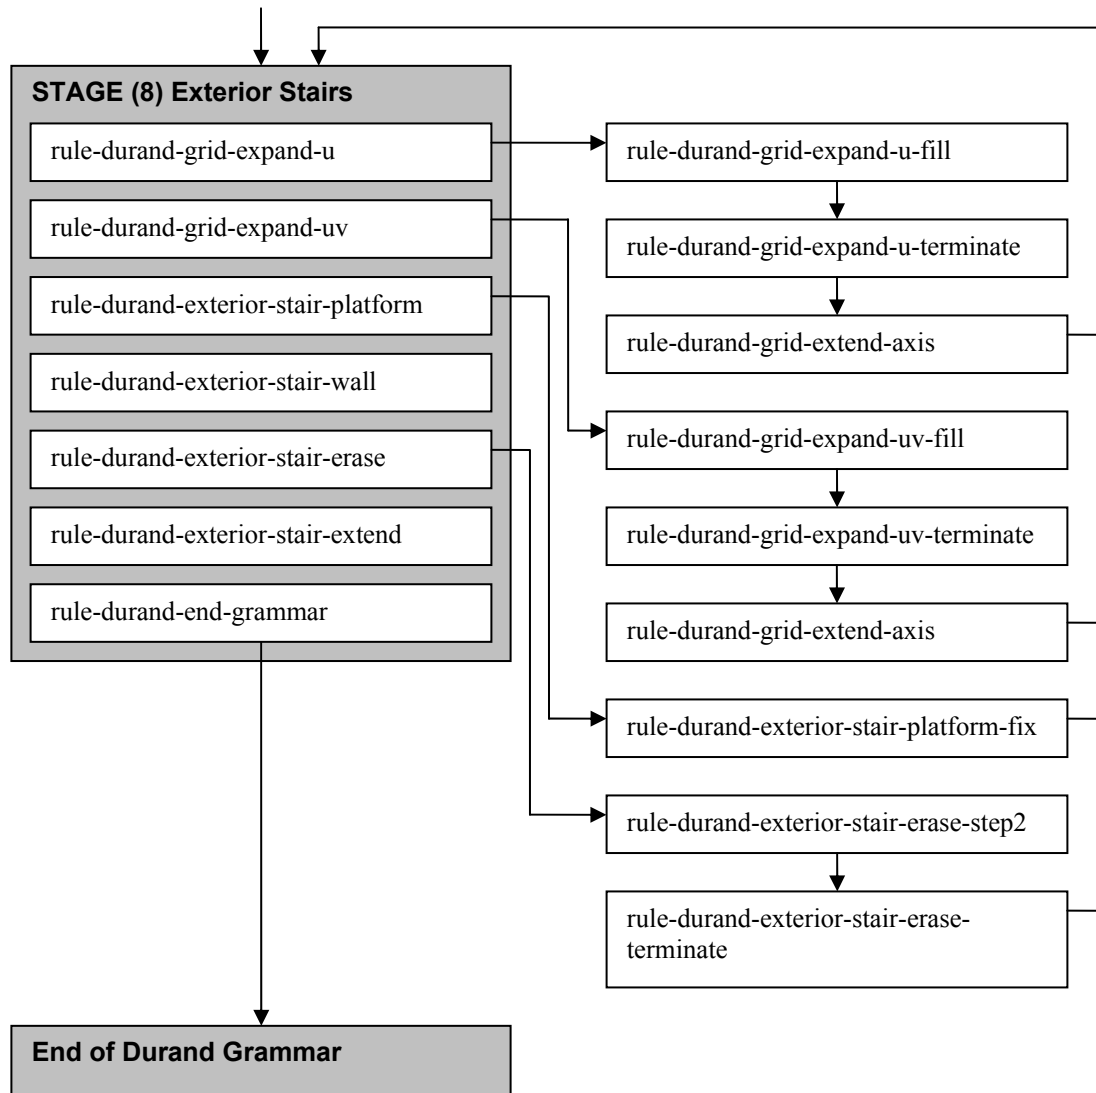 STAGE (8) Exterior Stairs
rule-durand-grid-expand-u
rule-durand-grid-expand-uv
rule-durand-exterior-stair-platform
rule-durand-exterior-stair-wall
rule-durand-exterior-stair-erase
rule-durand-exterior-stair-extend
rule-durand-end-grammar
rule-durand-grid-expand-u-fill
rule-durand-grid-expand-u-terminate
rule-durand-grid-extend-axis
rule-durand-grid-expand-uv-fill
rule-durand-grid-expand-uv-terminate
rule-durand-grid-extend-axis
rule-durand-exterior-stair-platform-fix
rule-durand-exterior-stair-erase-step2
rule-durand-exterior-stair-erase-
terminate
End of Durand Grammar